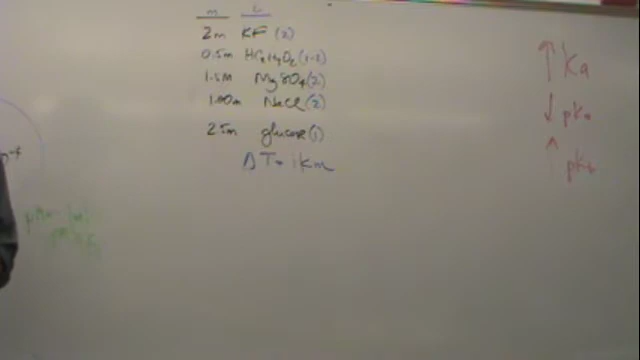 m i
2m KF (2)
0.5m HC2H3O2 (1-2)
1.5m MgSO4 (2)
1.00m NaCl (2)
2.5m glucose (1)
ΔT= ikm
↑ Ka
↓ pKa
↑ pKb